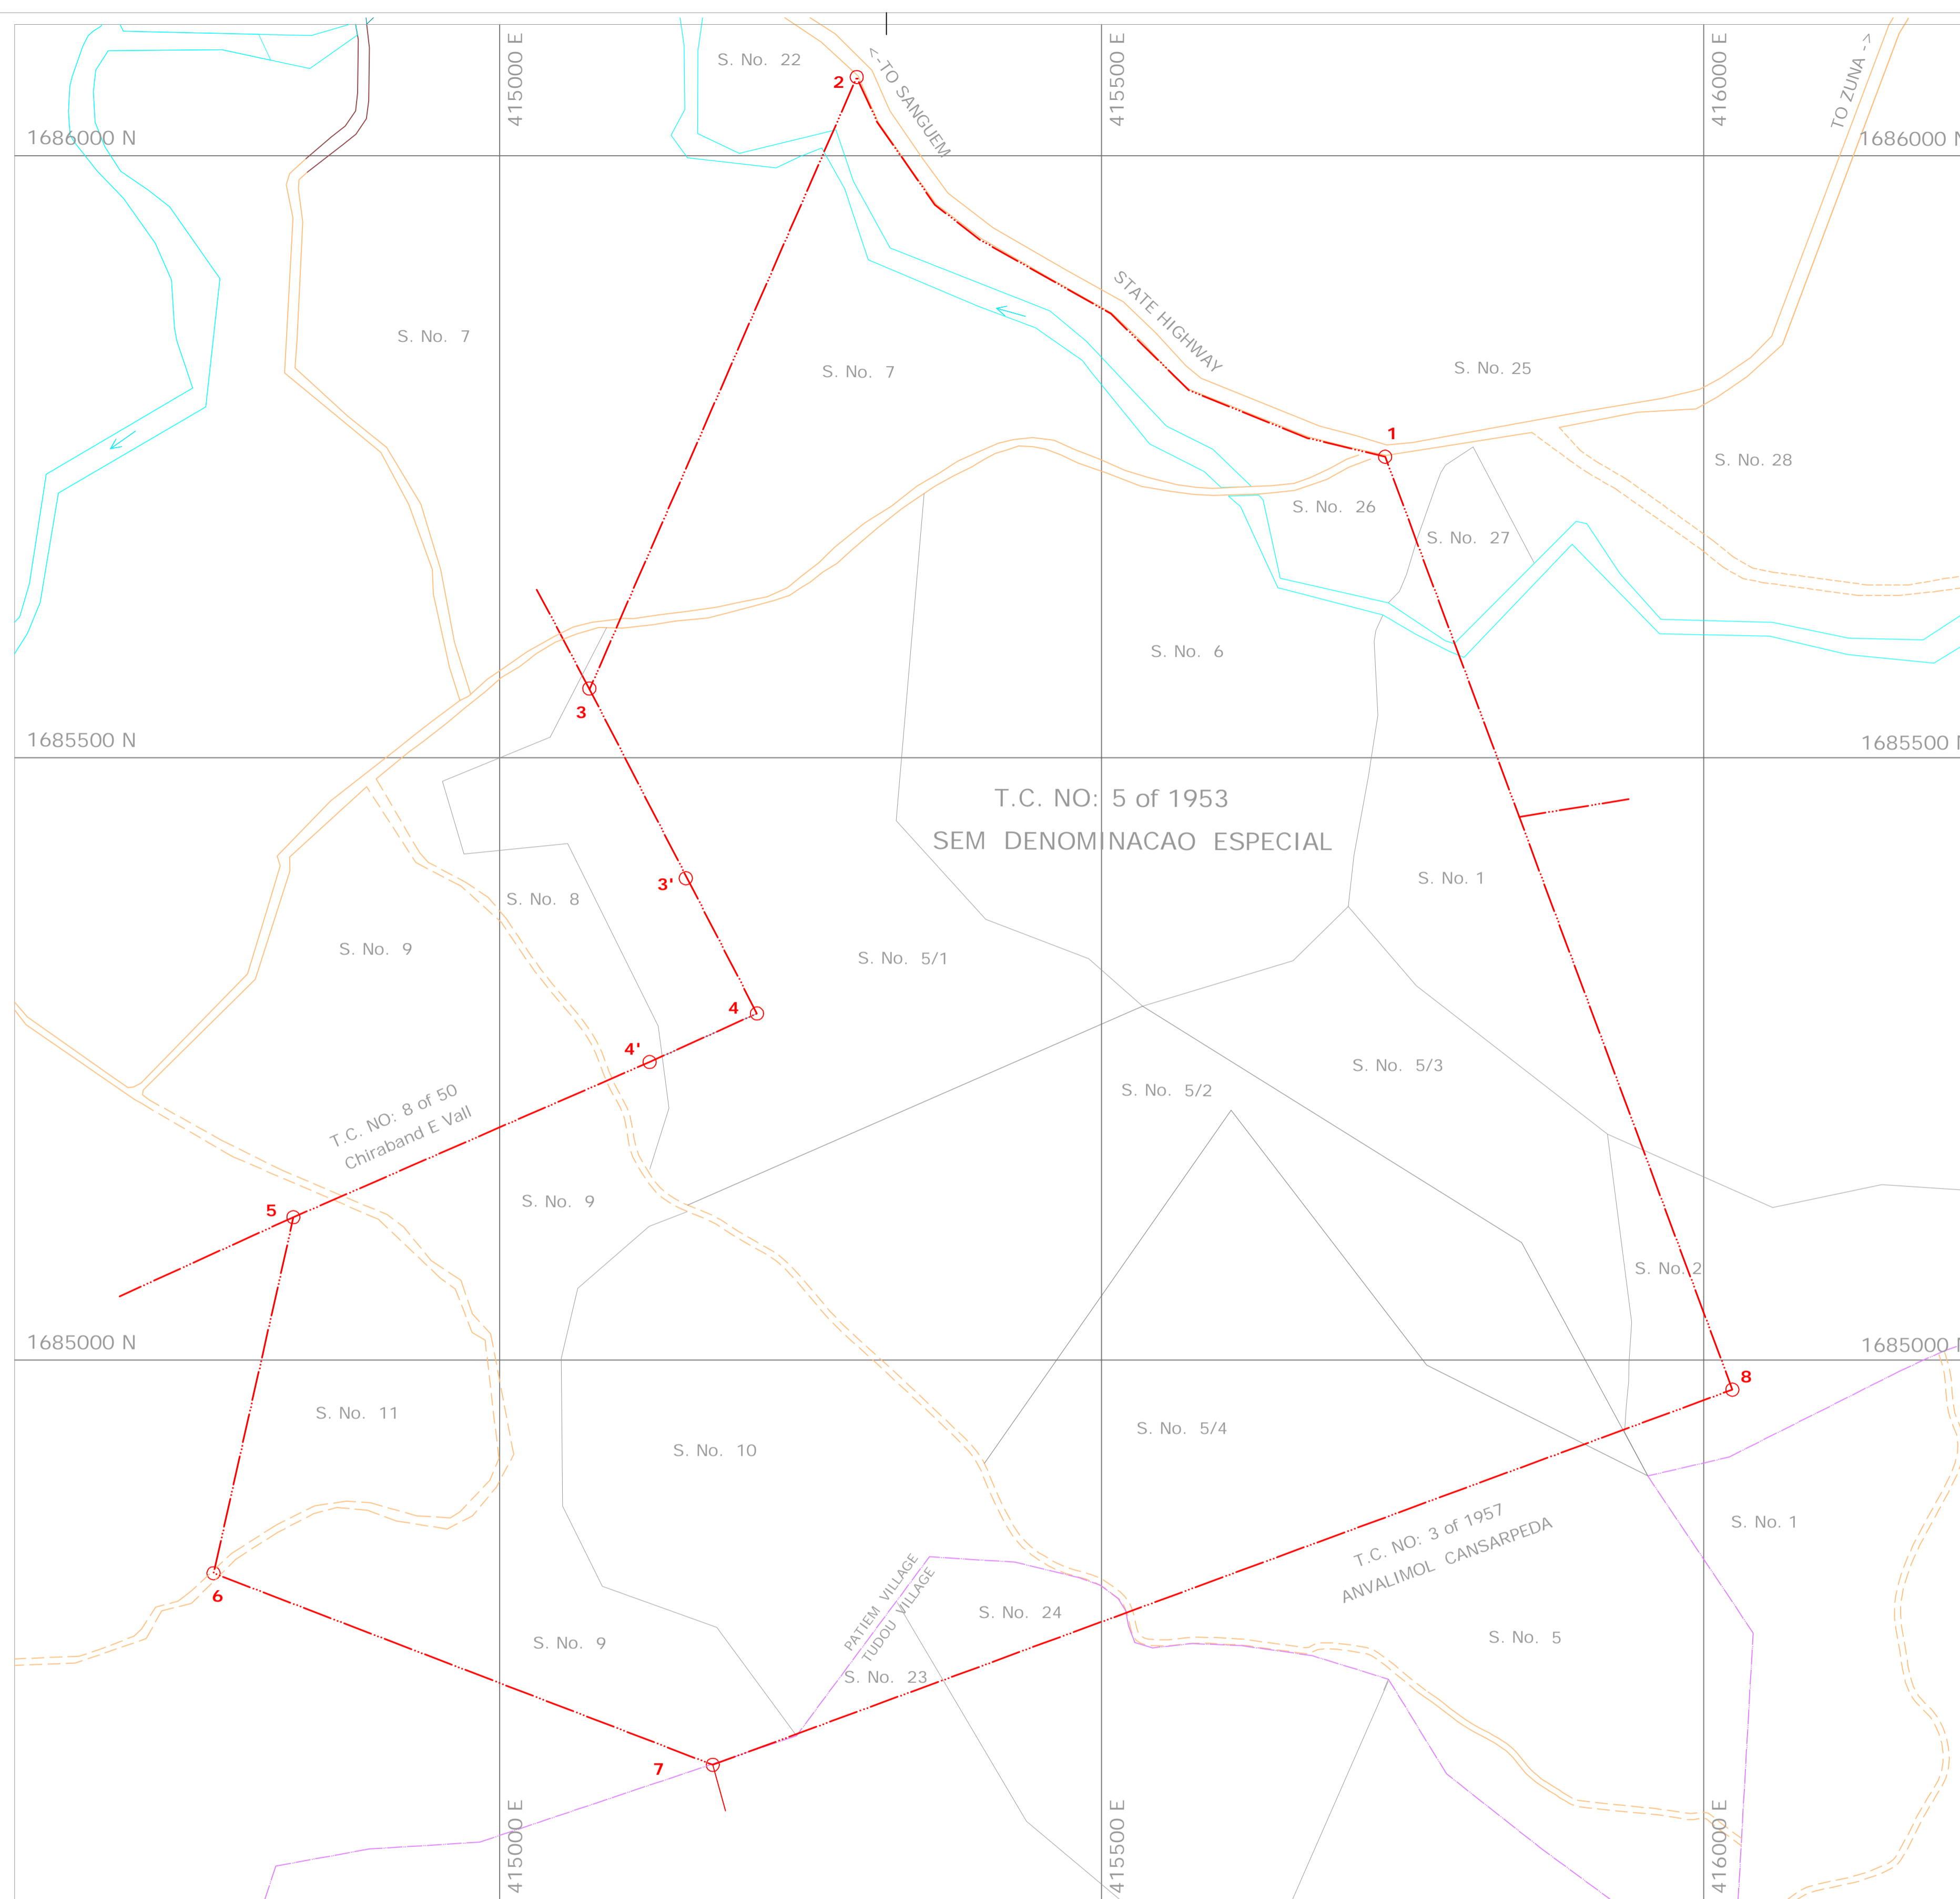 415000 E
S. No. 22
<-TO SANGUEM
415500 E
416000 E
TO ZUNA ->
2
1686000 N
1686000 N
STATE HIGHWAY
S. No. 7
S. No. 7
S. No. 25
1
S. No. 28
S. No. 26
S. No. 27
S. No. 6
3
1685500 N
1685500 N
T.C. NO: 5 of 1953
SEM DENOMINACAO ESPECIAL
3'
S. No. 1
S. No. 8
S. No. 9
S. No. 5/1
4
4'
S. No. 5/3
S. No. 5/2
T.C. NO: 8 of 50
Chiraband E Vall
S. No. 9
5
S. No. 2
1685000 N
1685000 N
8
S. No. 11
S. No. 5/4
S. No. 10
T.C. NO: 3 of 1957
ANVALIMOL CANSARPEDA
S. No. 1
6
PATIEM VILLAGE
TUDOU VILLAGE
S. No. 24
S. No. 9
S. No. 5
S. No. 23
7
415000 E
415500 E
416000 E